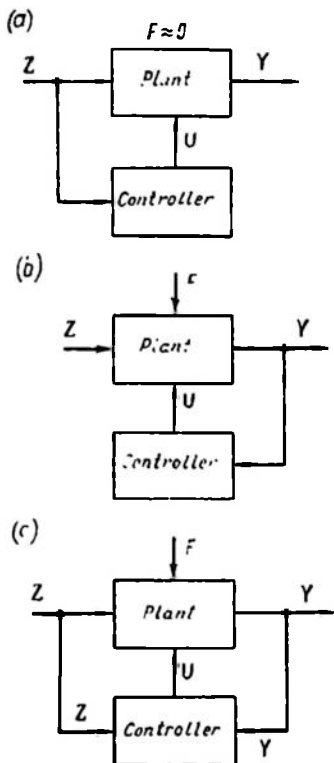 (a)
F≈0
Z
Plant
Y
U
Controller
(b)
Z
Plant
Y
U
Controller
(c)
F
Z
Plant
Y
U
Z
Controller
Y